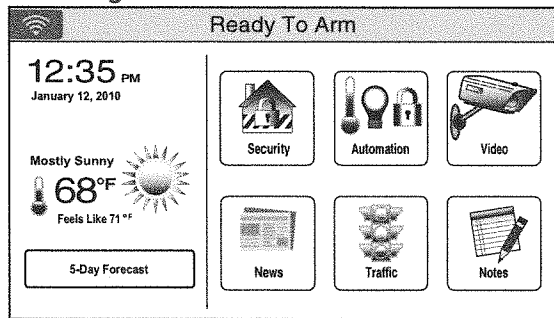 Ready To Arm
12:35 PM
January 12, 2010
Mostly Sunny
68°F
Feels Like 71 °F
5-Day Forecast
Security
Automation
Video
News
Traffic
Notes